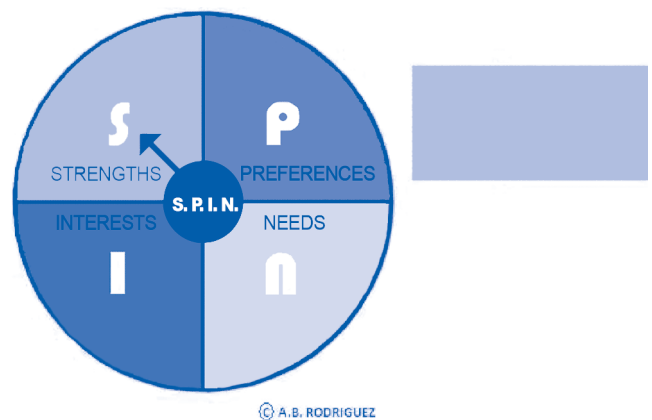 S P
STRENGTHS PREFERENCES
S. P. I. N.
INTERESTS NEEDS
I n
© A.B. RODRIGUEZ